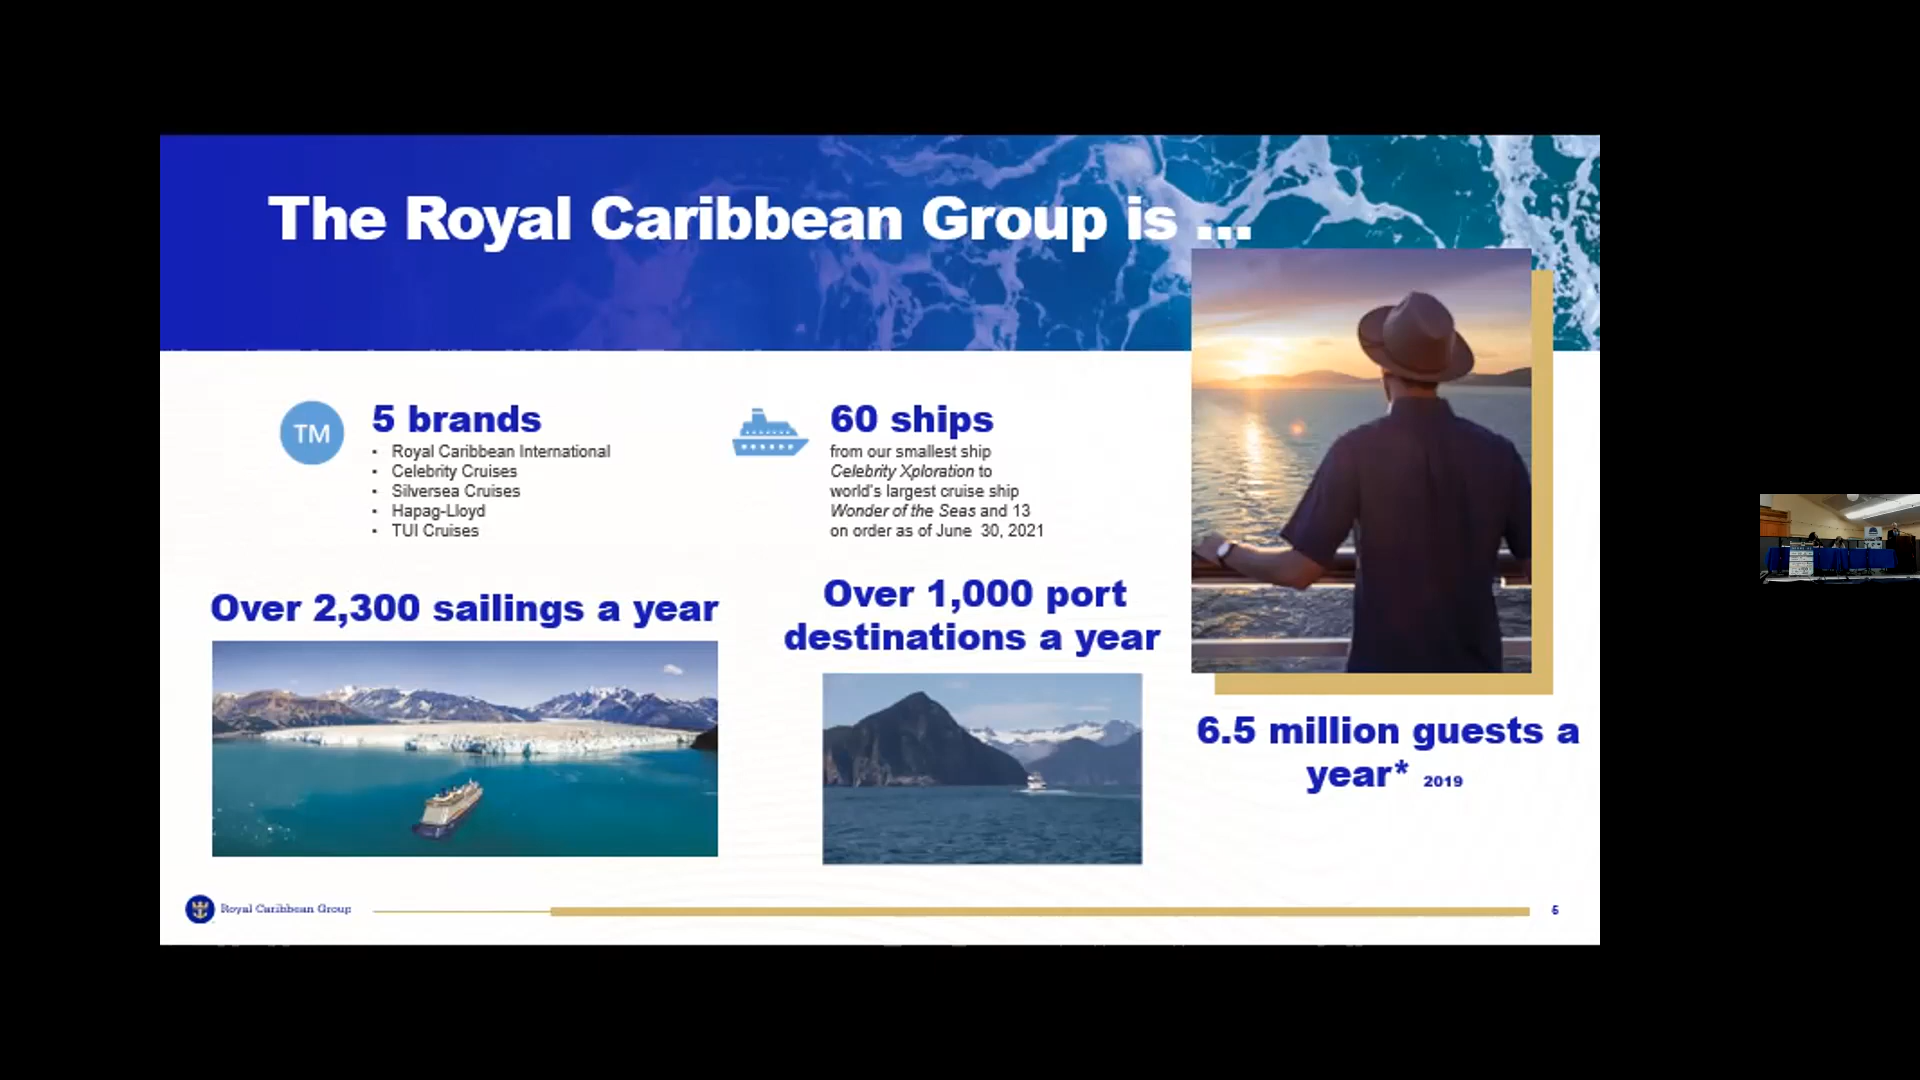 The Royal Caribbean Group is ...
TM
5 brands
• Royal Caribbean International
• Celebrity Cruises
• Silversea Cruises
• Hapag-Lloyd
• TUI Cruises
60 ships
from our smallest ship
Celebrity Xploration to
world's largest cruise ship
Wonder of the Seas and 13
on order as of June 30, 2021
Over 2,300 sailings a year
Over 1,000 port
destinations a year
6.5 million guests a
year* 2019
Royal Caribbean Group